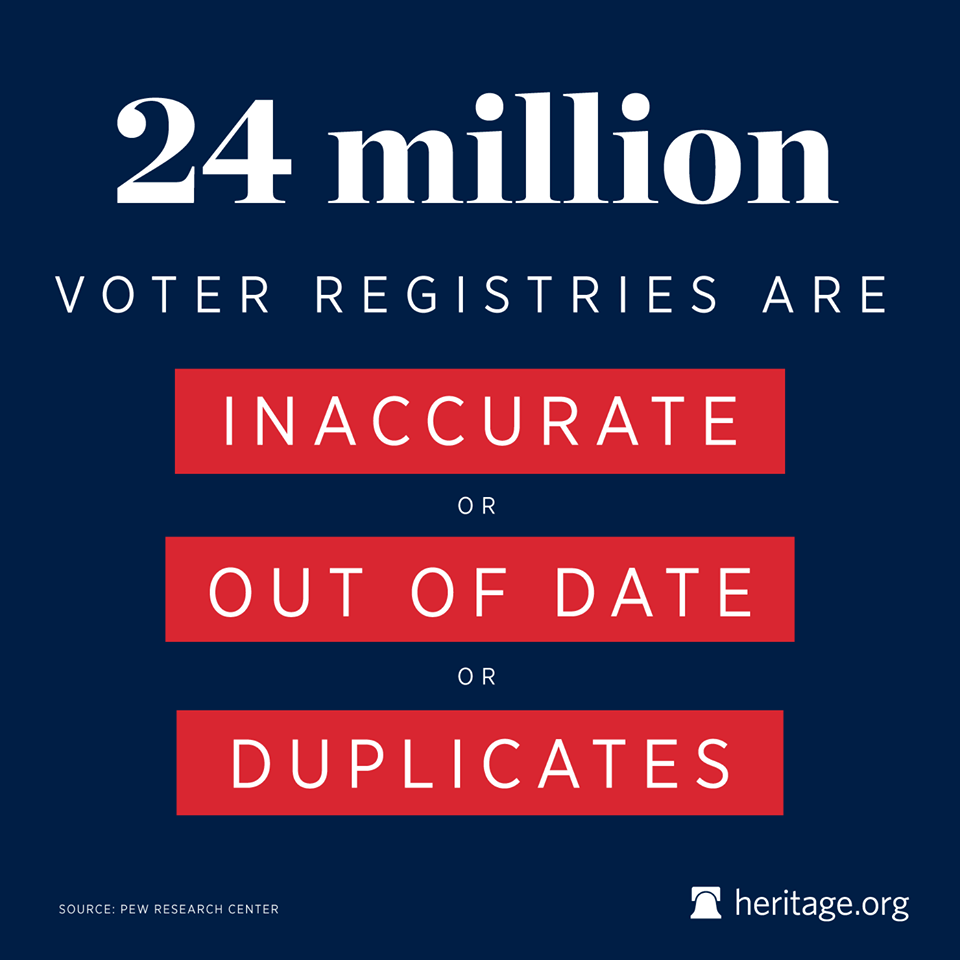 24 million
VOTER REGISTRIES ARE
INACCURATE
OR
OUT OF DATE
OR
DUPLICATES
SOURCE: PEW RESEARCH CENTER
heritage.org